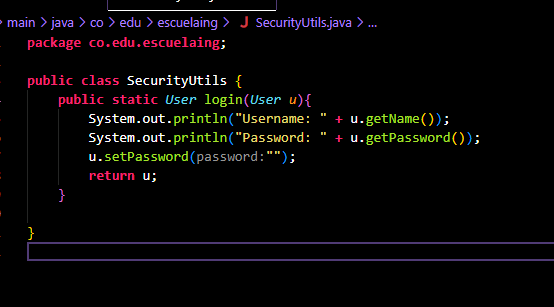 main > java > co > edu > escuelaing > J SecurityUtils.java > ...
package co.edu.escuelaing;
public class SecurityUtils {
public static User login(User u){
System.out.println("Username: " + u.getName());
System.out.println("Password: " + u.getPassword());
u.setPassword(password:"");
return u;
}
}